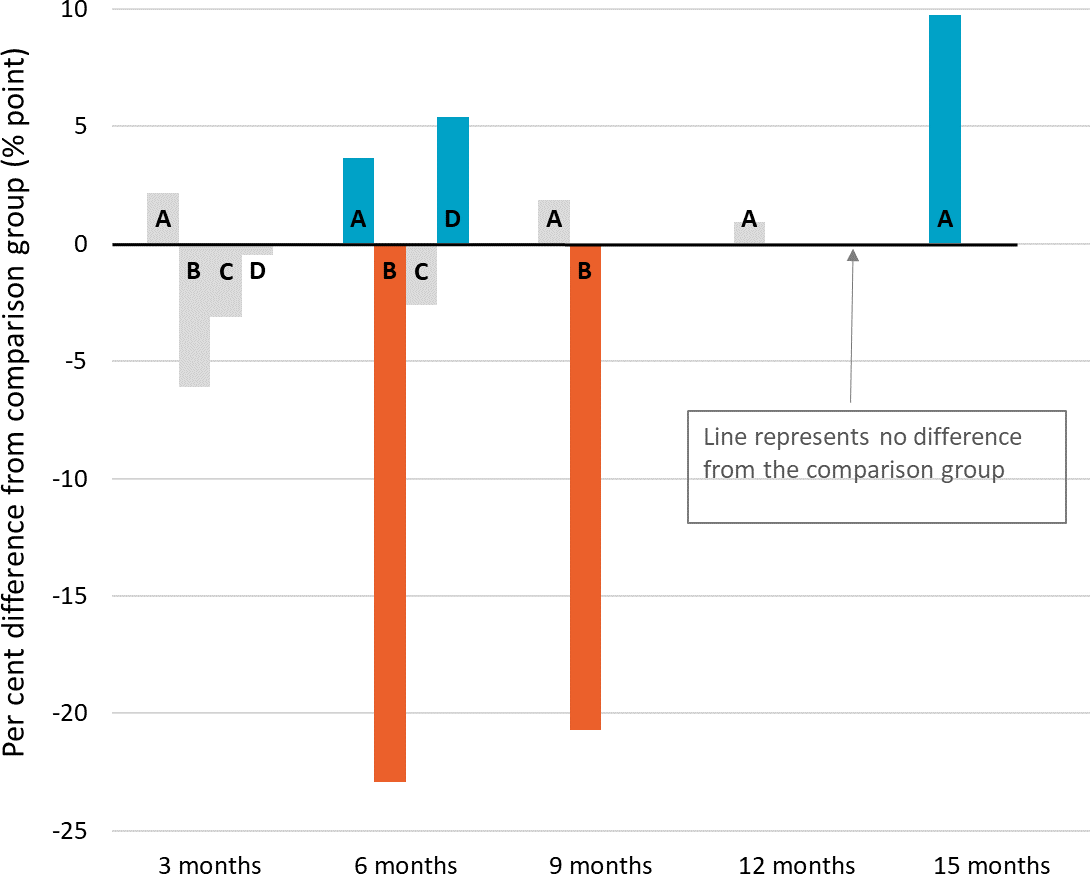 Per cent difference from comparison group (% point)
10
5
0
-5
-10
-15
-20
-25
A
B
C
D
A
B
C
D
A
B
A
A
Line represents no difference
from the comparison group
3 months
6 months
9 months
12 months
15 months